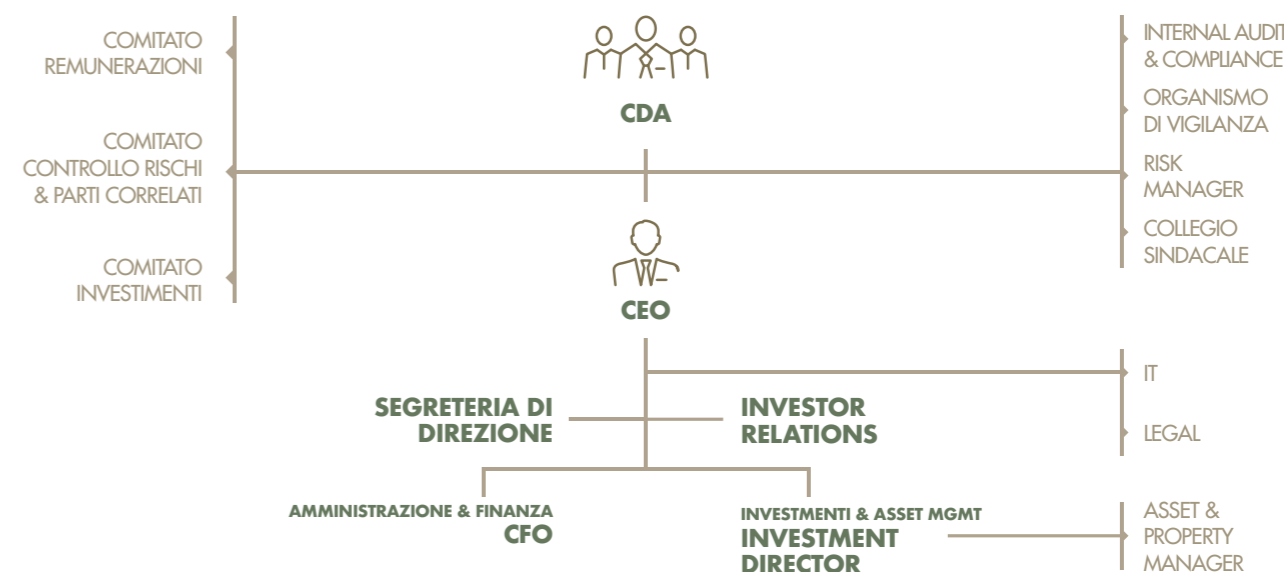 COMITATO
REMUNERAZIONI
COMITATO
CONTROLLO RISCHI
& PARTI CORRELATI
COMITATO
INVESTIMENTI
CDA
CEO
INTERNAL AUDIT
& COMPLIANCE
ORGANISMO
DI VIGILANZA
RISK
MANAGER
COLLEGIO
SINDACALE
IT
LEGAL
SEGRETERIA DI
DIREZIONE
INVESTOR
RELATIONS
AMMINISTRAZIONE & FINANZA
CFO
INVESTMENTI & ASSET MGMT
INVESTMENT
DIRECTOR
ASSET &
PROPERTY
MANAGER